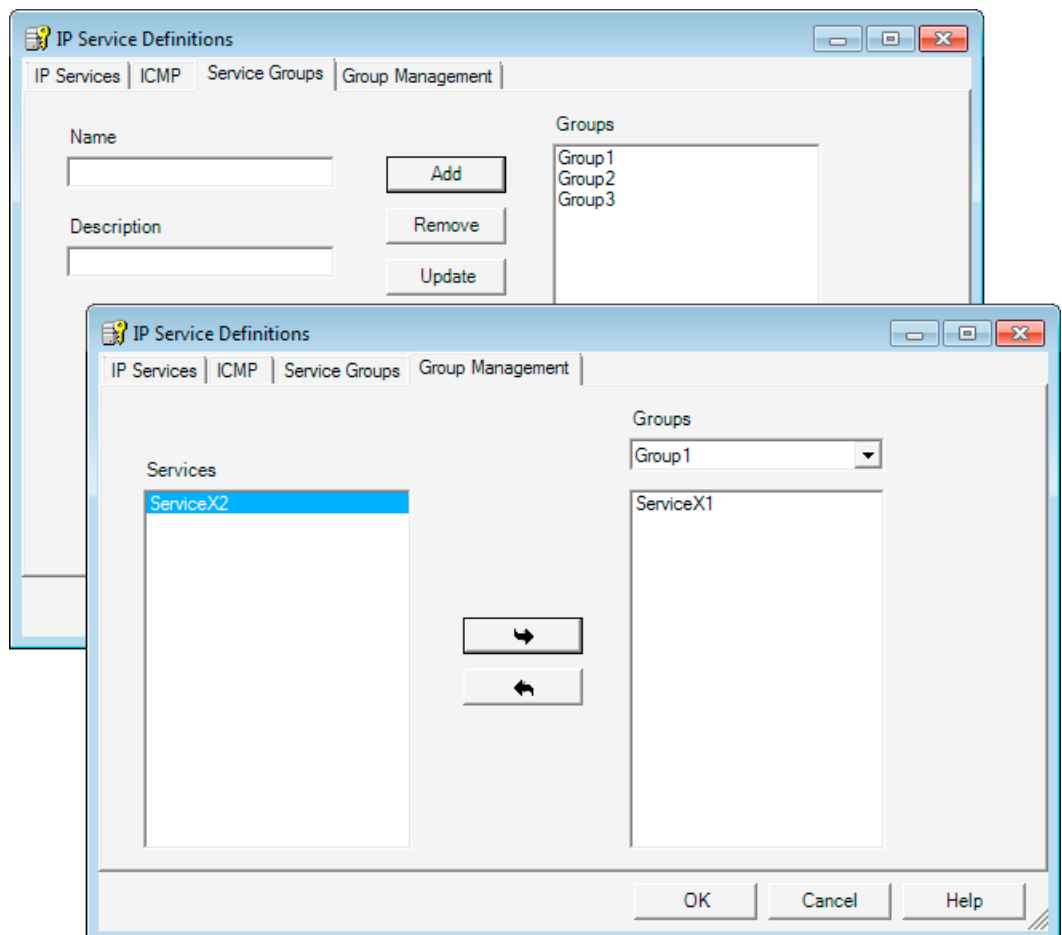 IP Service Definitions
IP Services ICMP Service Groups Group Management
Name
Groups
Add
Group1
Group2
Group3
Description
Remove
Update
IP Service Definitions
IP Services ICMP Service Groups Group Management
Groups
Group1
Services
ServiceX2
ServiceX1
OK Cancel Help